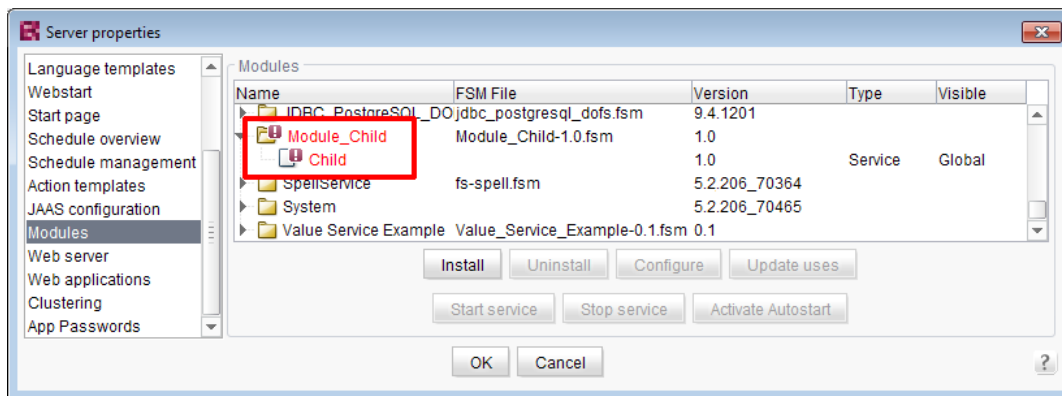 Server properties
Language templates
Webstart
Start page
Schedule overview
Schedule management
Action templates
JAAS configuration
Modules
Web server
Web applications
Clustering
App Passwords
Modules
Name FSM File Version Type Visible
JDBC_PostgreSQL_DO jdbc_postgresql_dofs.fsm 9.4.1201
Module_Child Module_Child-1.0.fsm 1.0
Child 1.0 Service Global
SpellService fs-spell.fsm 5.2.206_70364
System 5.2.206_70465
Value Service Example Value_Service_Example-0.1.fsm 0.1
Install Uninstall Configure Update uses
Start service Stop service Activate Autostart
OK Cancel ?